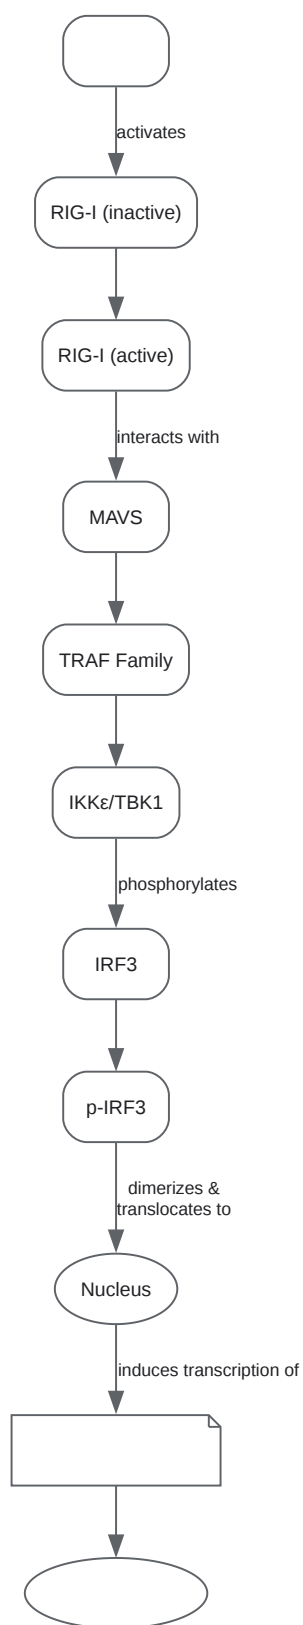 activates
RIG-I (inactive)
RIG-I (active)
interacts with
MAVS
TRAF Family
IKKε/TBK1
phosphorylates
IRF3
p-IRF3
dimerizes &
translocates to
Nucleus
induces transcription of